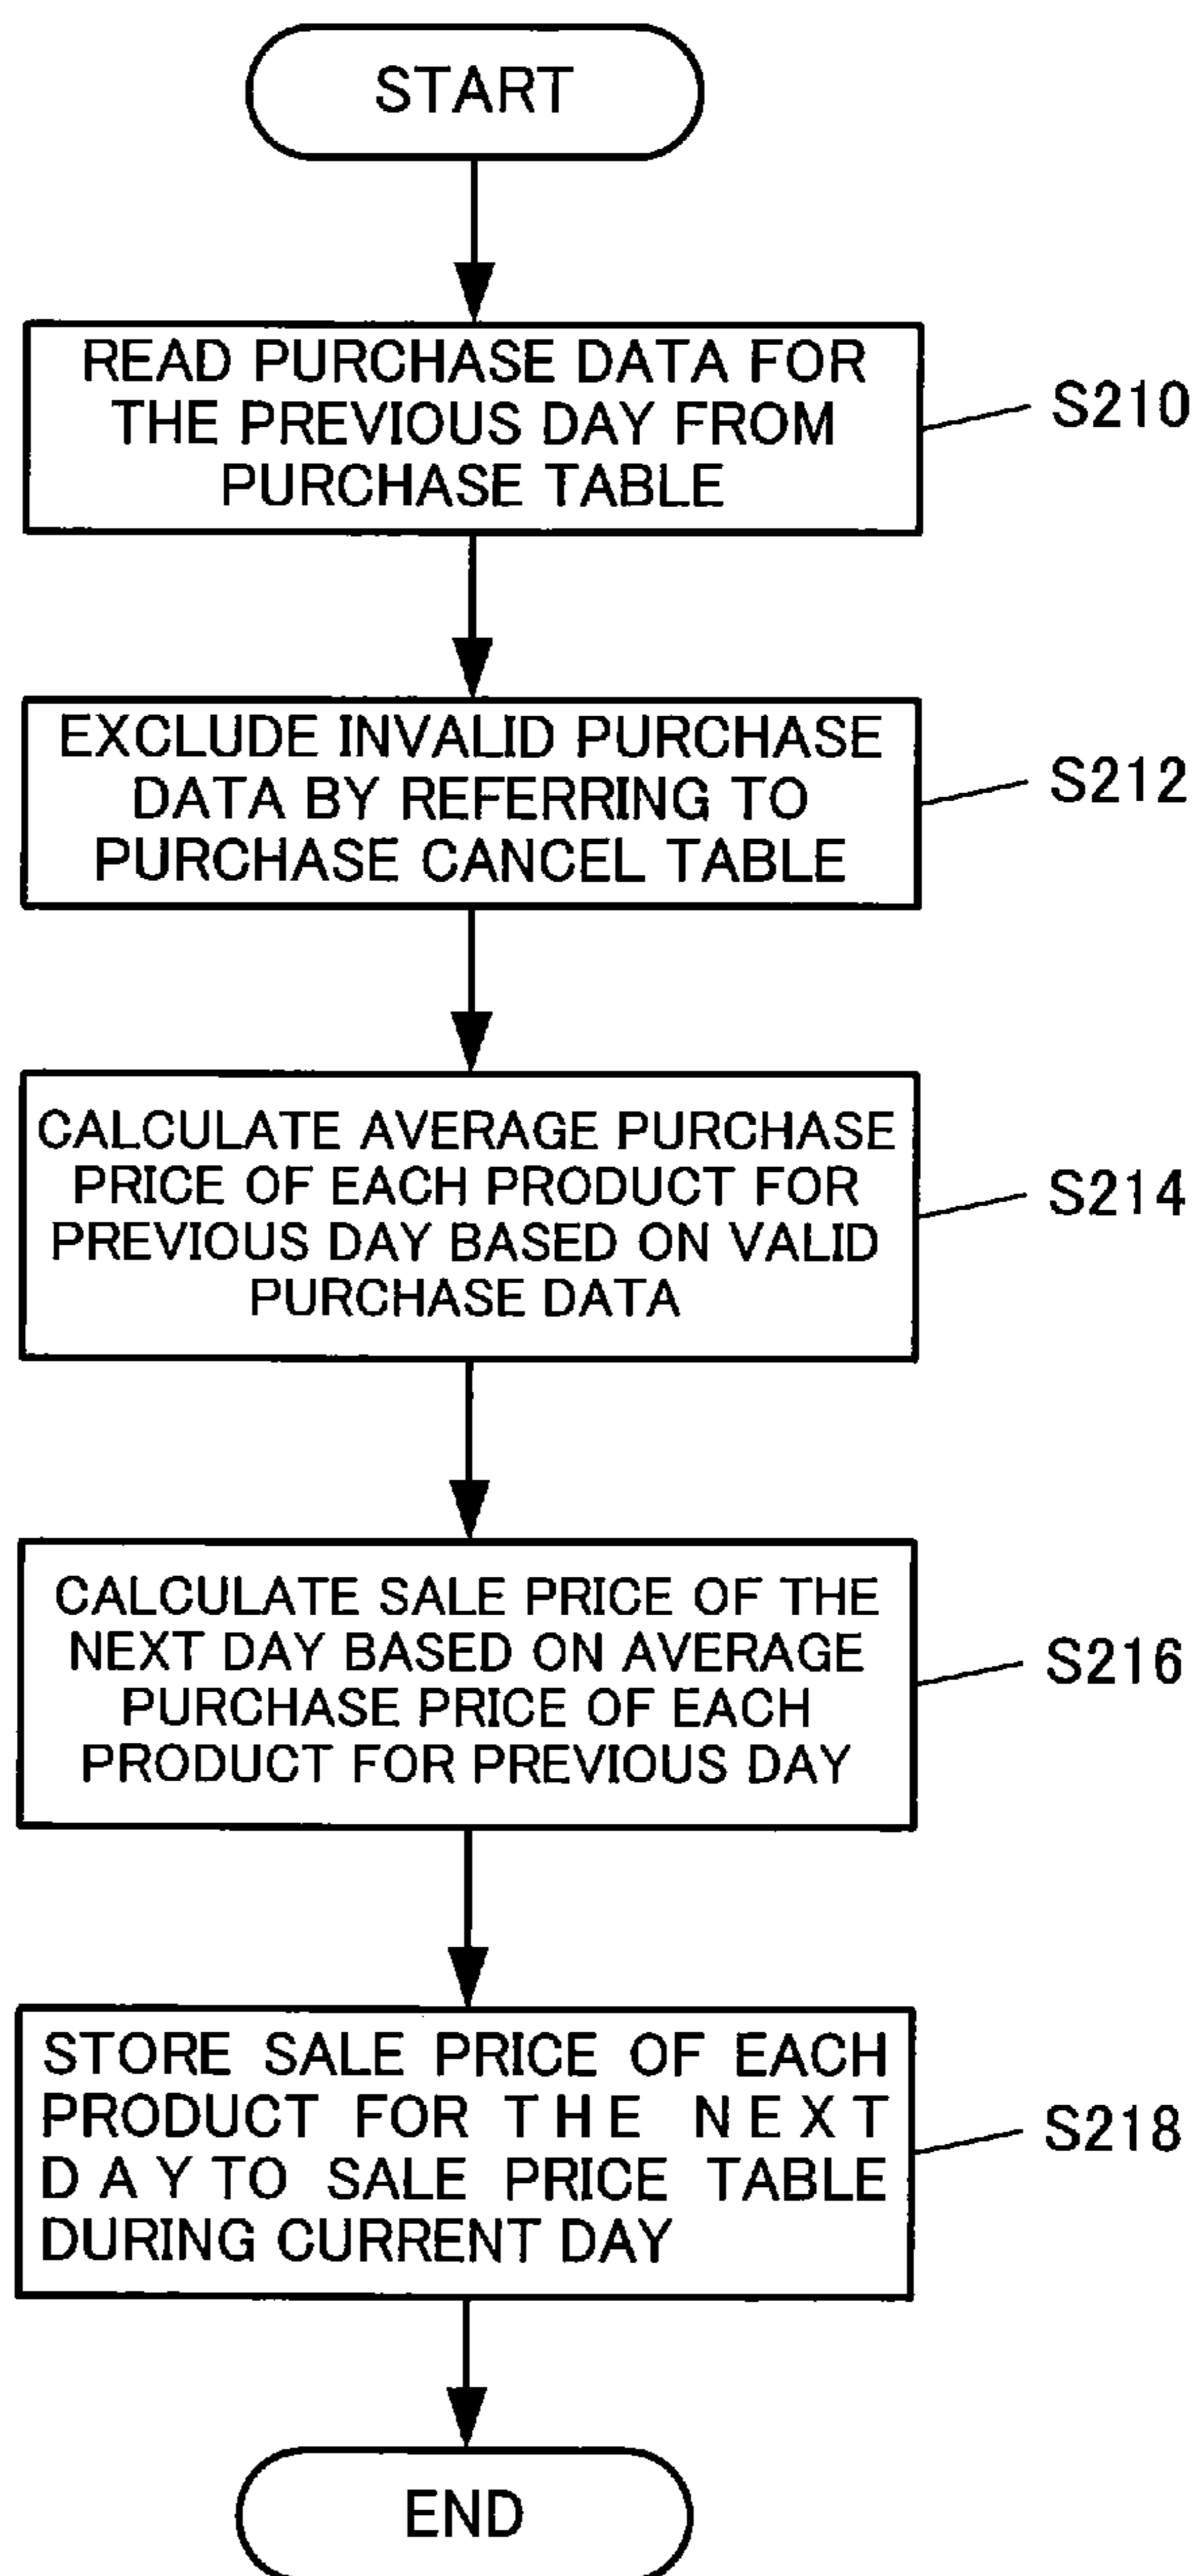 START
READ PURCHASE DATA FOR
THE PREVIOUS DAY FROM
PURCHASE TABLE
S210
EXCLUDE INVALID PURCHASE
DATA BY REFERRING TO
PURCHASE CANCEL TABLE
S212
CALCULATE AVERAGE PURCHASE
PRICE OF EACH PRODUCT FOR
PREVIOUS DAY BASED ON VALID
PURCHASE DATA
S214
CALCULATE SALE PRICE OF THE
NEXT DAY BASED ON AVERAGE
PURCHASE PRICE OF EACH
PRODUCT FOR PREVIOUS DAY
S216
STORE SALE PRICE OF EACH
PRODUCT FOR THE NEXT
DAY TO SALE PRICE TABLE
DURING CURRENT DAY
S218
END